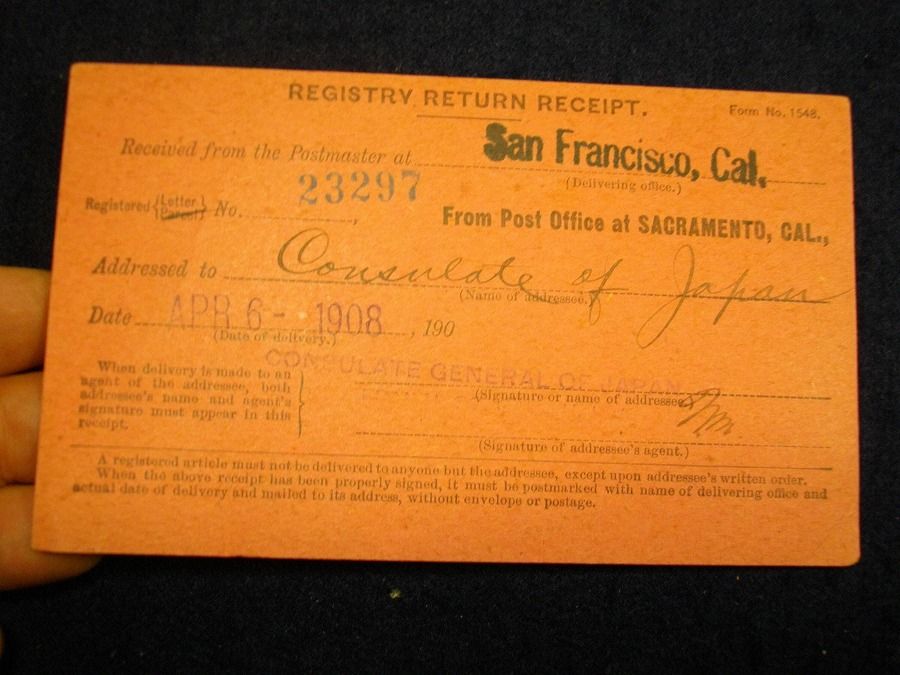 REGISTRY RETURN RECEIPT.
Form No. 1548.
Received from the Postmaster at San Francisco, Cal.
(Delivering office.)
Registered {Letter Parcel} No. 23297,
From Post Office at SACRAMENTO, CAL.,
Addressed to Consulate of Japan
(Name of addressee.)
Date APR 6 - 1908, 190
(Date of delivery.)
CONSULATE GENERAL OF JAPAN
When delivery is made to an
agent of the addressee, both
addressee's name and agent's
signature must appear in this
receipt.
(Signature or name of addressee.)
(Signature of addressee's agent.)
A registered article must not be delivered to anyone but the addressee, except upon addressee's written order.
When the above receipt has been properly signed, it must be postmarked with name of delivering office and
actual date of delivery and mailed to its address, without envelope or postage.